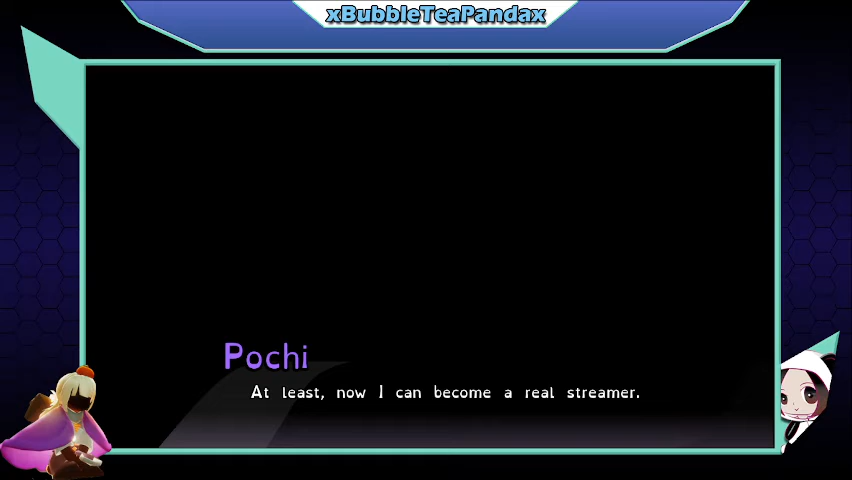 xBubbleTeaPandax
Pochi
At least, now I can become a real streamer.